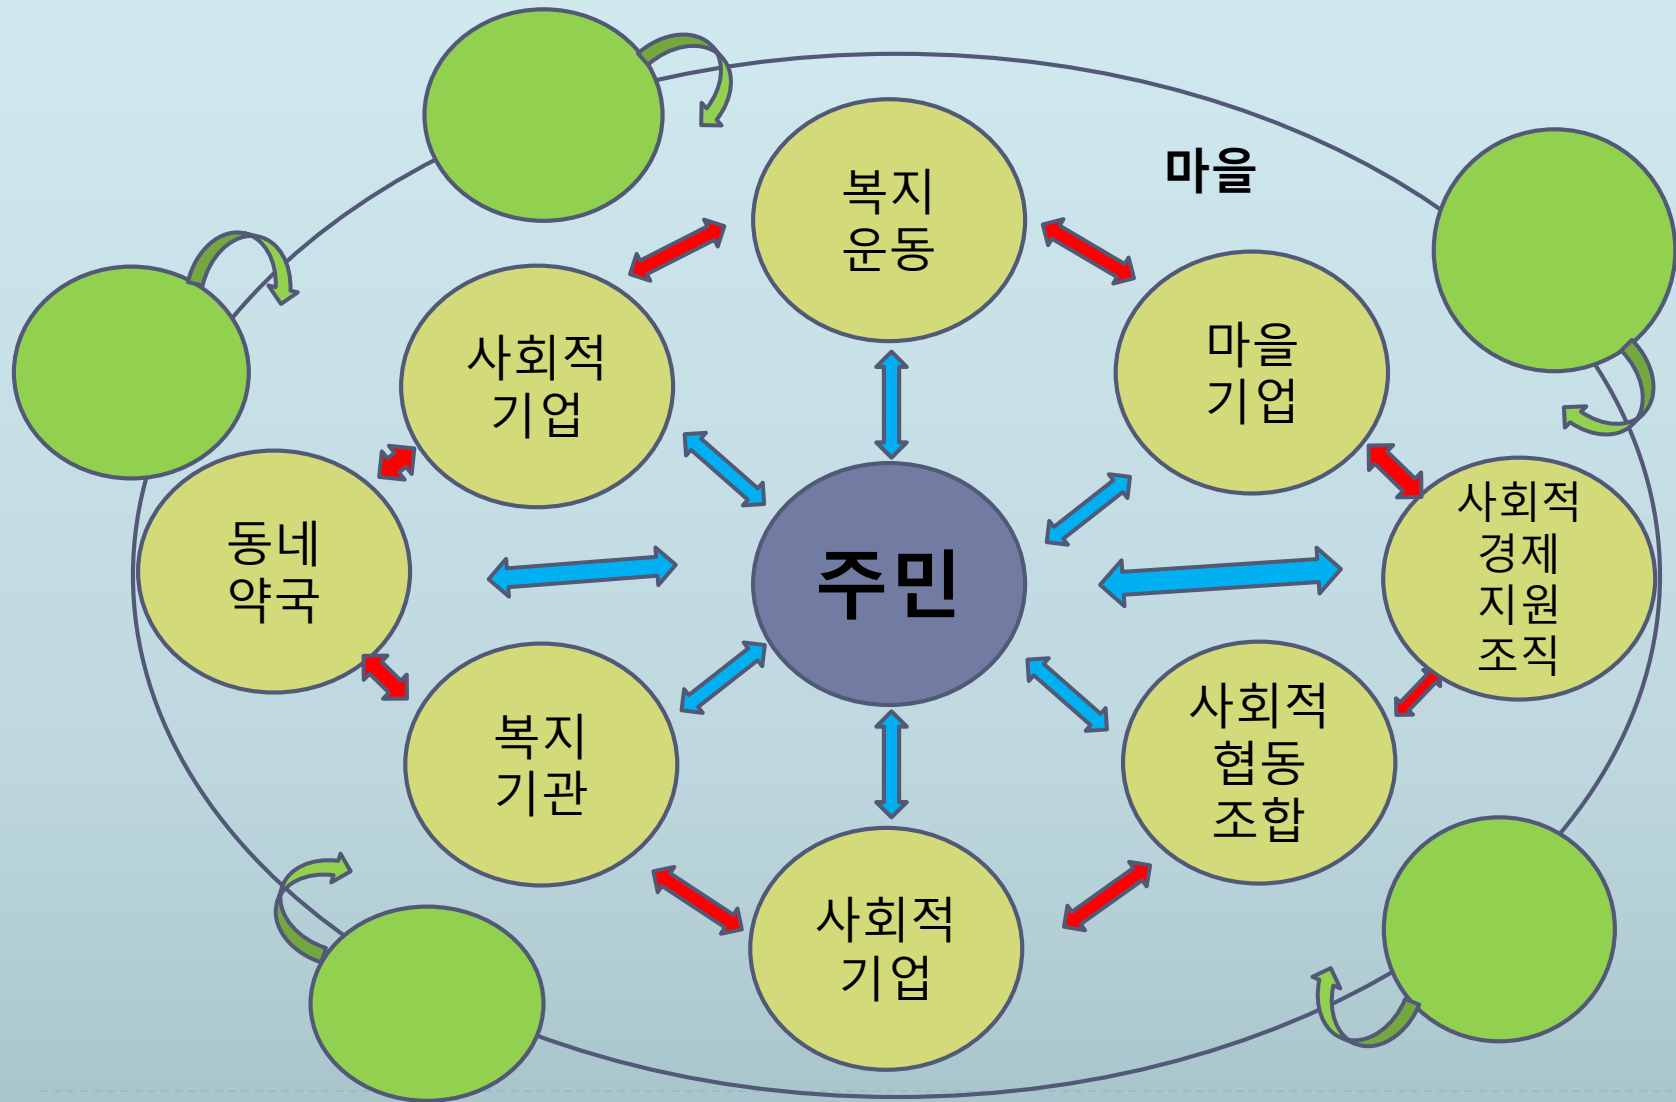 마을
복지
운동
사회적
기업
마을
기업
동네
약국
주민
사회적
경제
지원
조직
복지
기관
사회적
협동
조합
사회적
기업